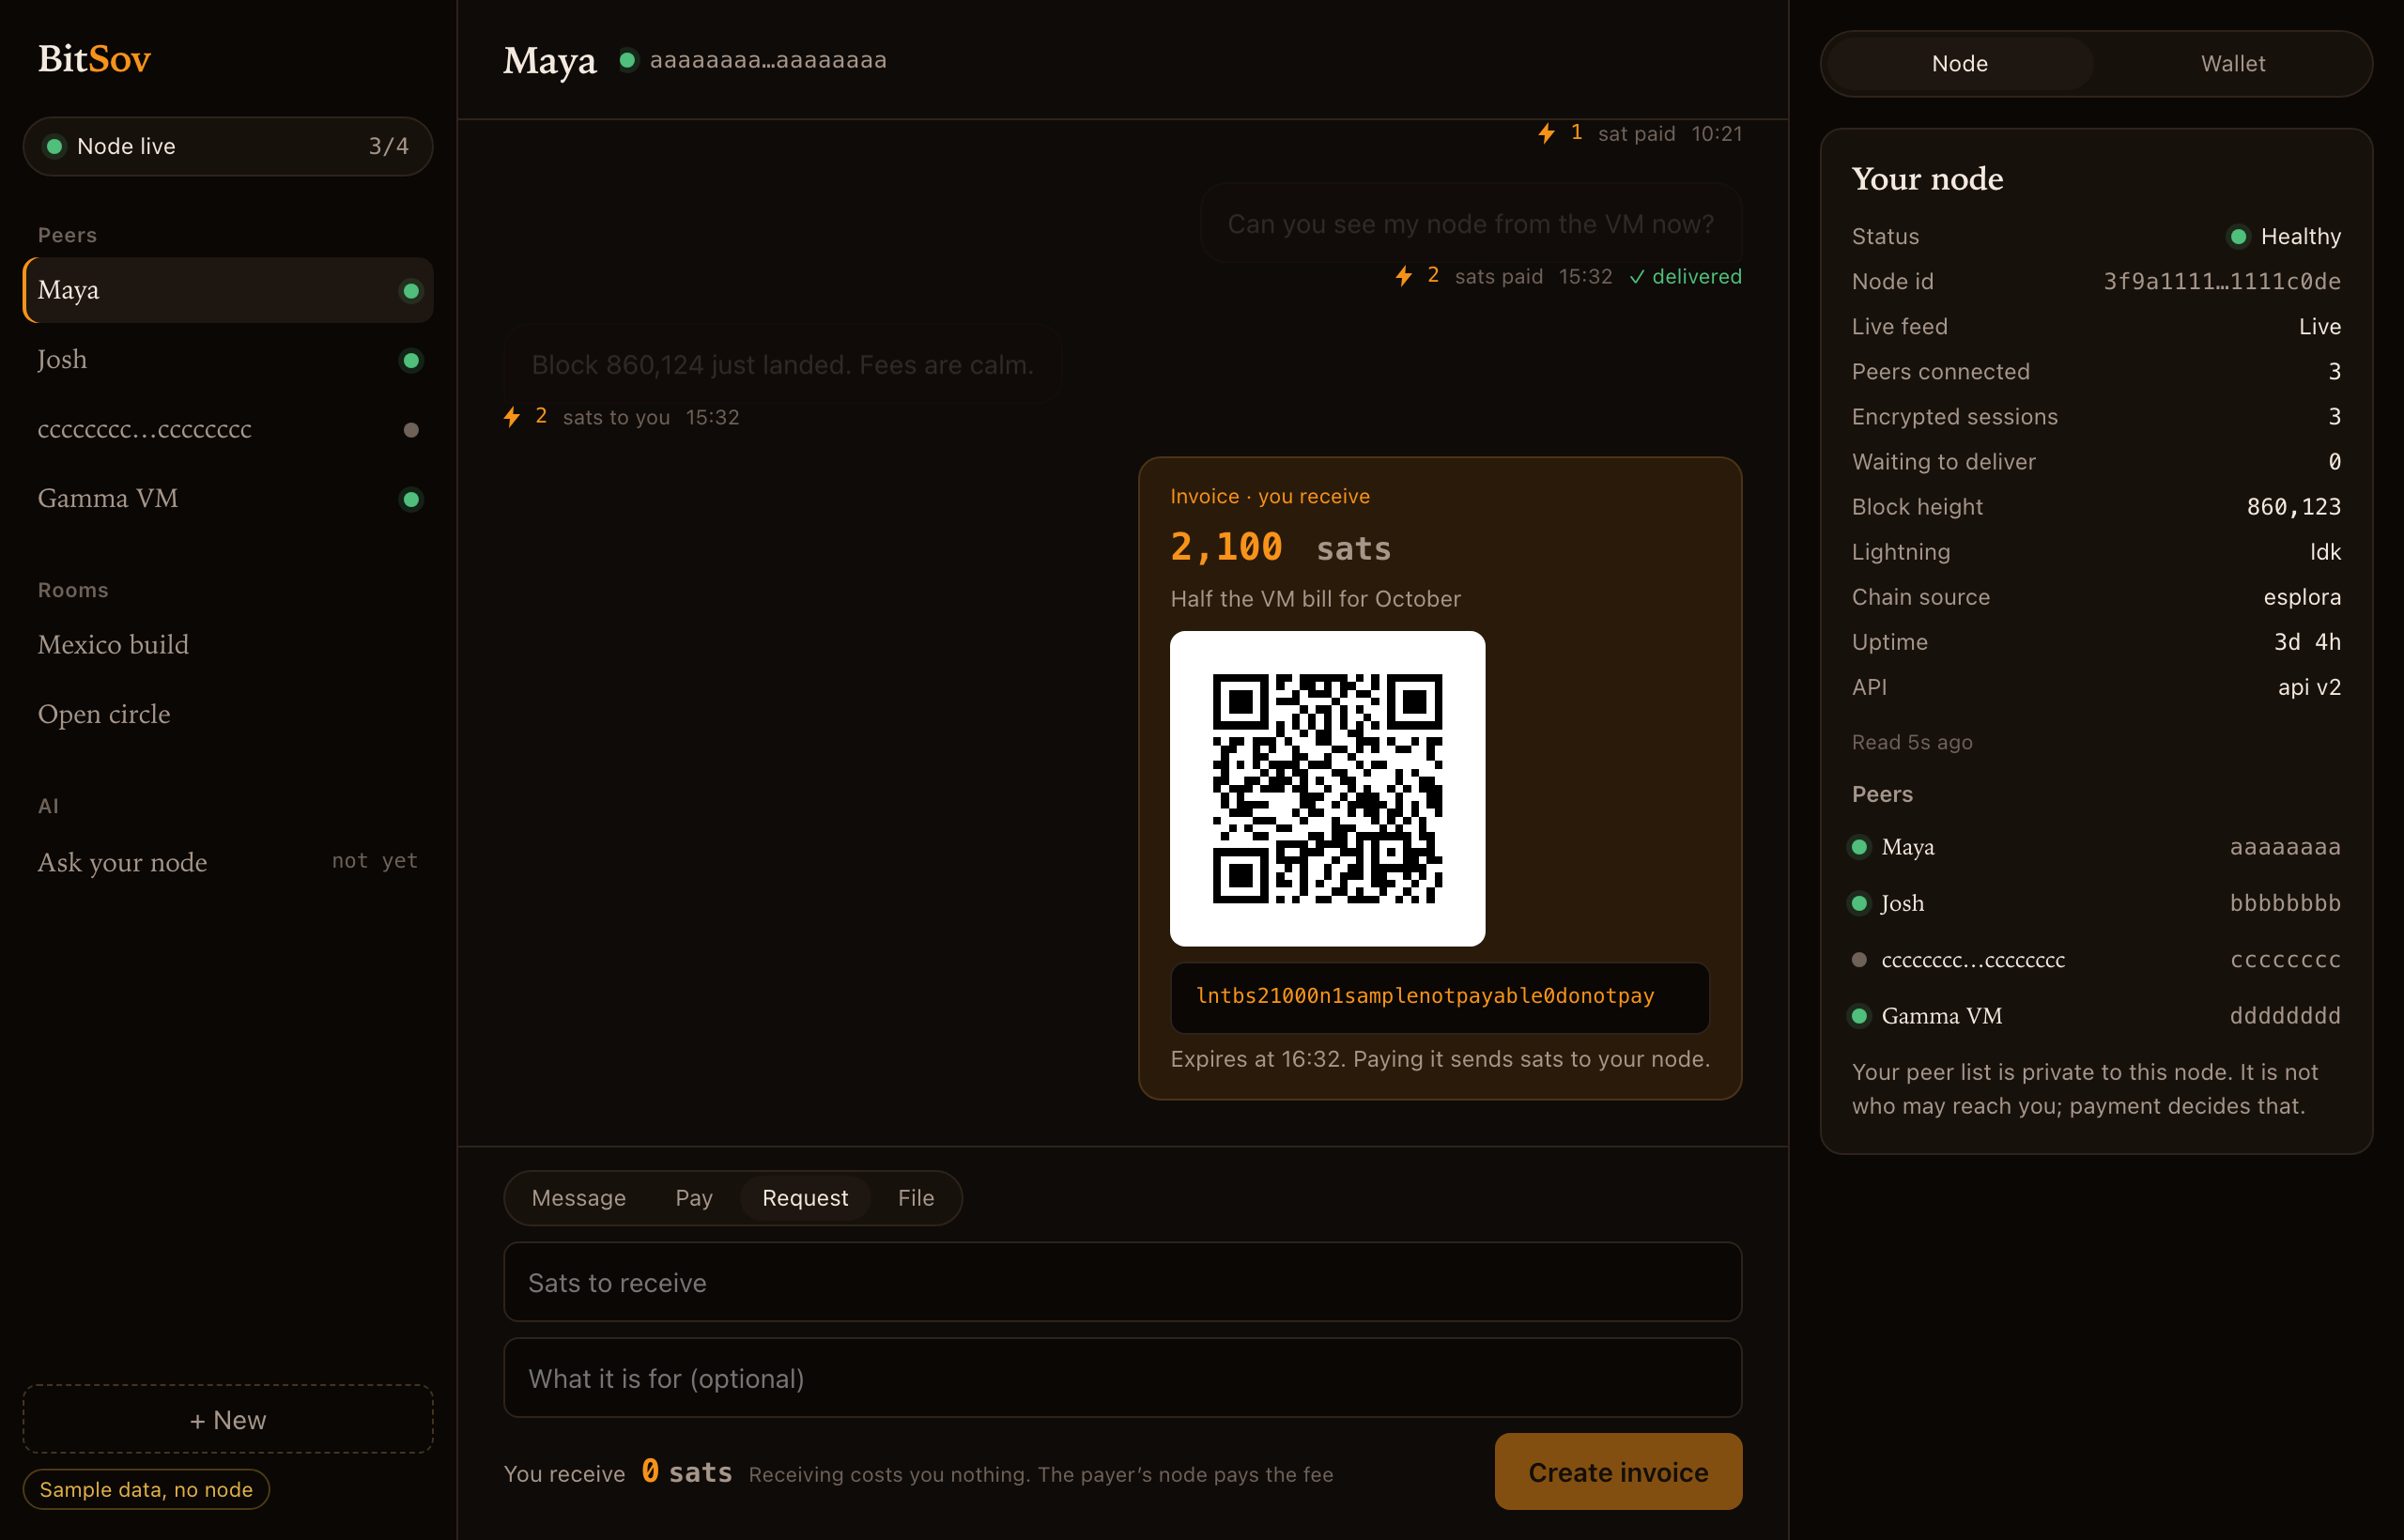 BitSov
Node live 3/4
Peers
Maya
Josh
cccccccc…cccccccc
Gamma VM
Rooms
Mexico build
Open circle
AI
Ask your node not yet
+ New
Sample data, no node
Maya aaaaaaaa…aaaaaaaa
1 sat paid 10:21
Can you see my node from the VM now?
2 sats paid 15:32 ✓ delivered
Block 860,124 just landed. Fees are calm.
2 sats to you 15:32
Invoice · you receive
2,100 sats
Half the VM bill for October
lntbs21000n1samplenotpayable0donotpay
Expires at 16:32. Paying it sends sats to your node.
Message Pay Request File
Sats to receive
What it is for (optional)
You receive 0 sats Receiving costs you nothing. The payer’s node pays the fee
Create invoice
Node Wallet
Your node
Status Healthy
Node id 3f9a1111…1111c0de
Live feed Live
Peers connected 3
Encrypted sessions 3
Waiting to deliver 0
Block height 860,123
Lightning ldk
Chain source esplora
Uptime 3d 4h
API api v2
Read 5s ago
Peers
Maya aaaaaaaa
Josh bbbbbbbb
cccccccc…cccccccc cccccccc
Gamma VM dddddddd
Your peer list is private to this node. It is not
who may reach you; payment decides that.